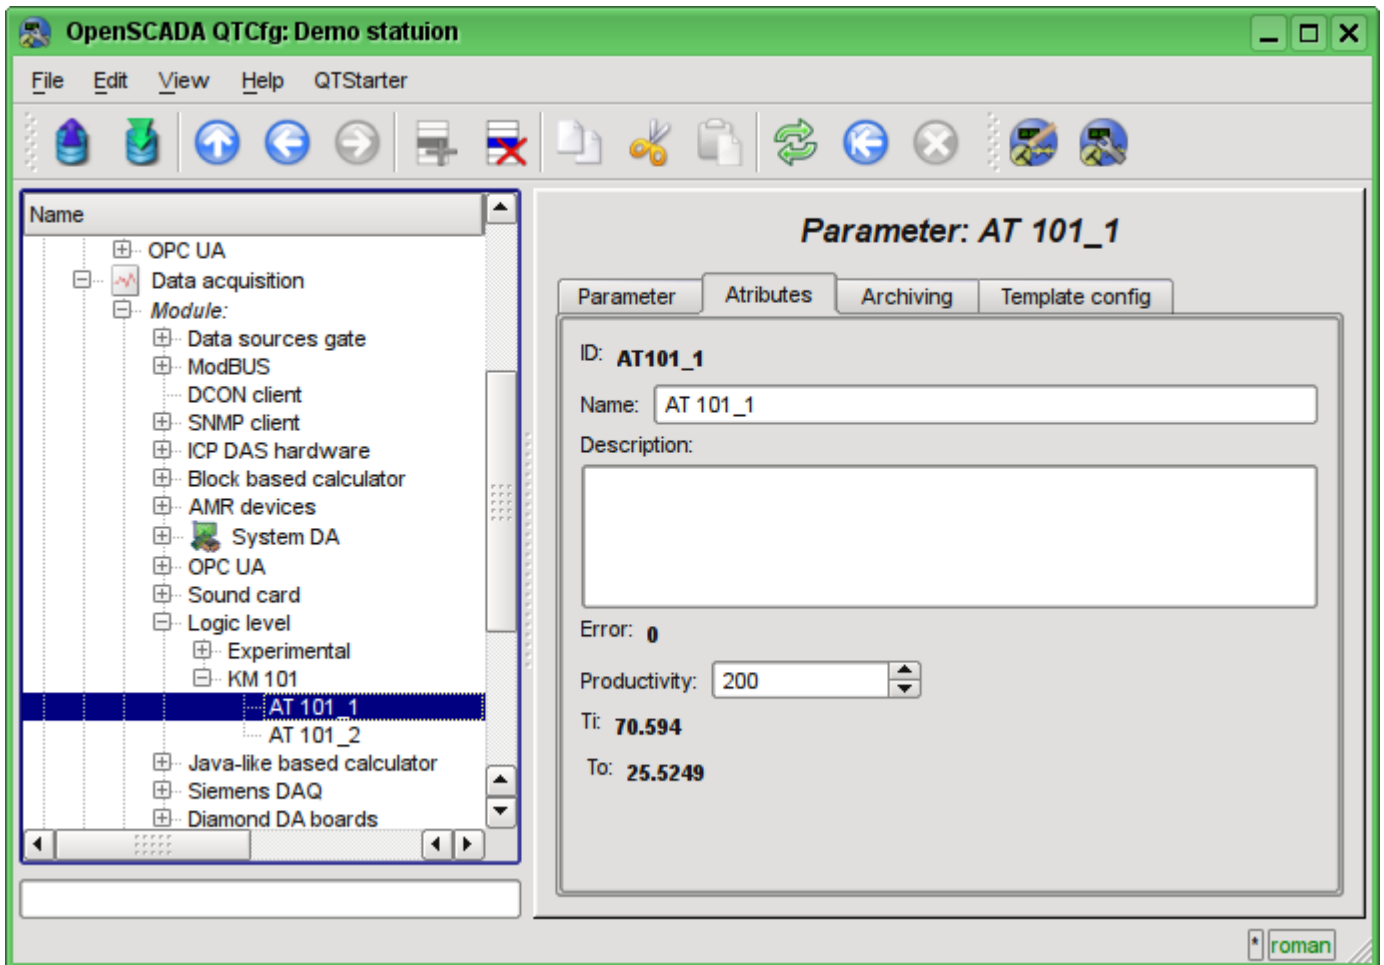 OpenSCADA QTCfg: Demo statuion
File Edit View Help QTStarter
Name
OPC UA
Data acquisition
Module:
Data sources gate
ModBUS
DCON client
SNMP client
ICP DAS hardware
Block based calculator
AMR devices
System DA
OPC UA
Sound card
Logic level
Experimental
KM 101
AT 101_1
AT 101_2
Java-like based calculator
Siemens DAQ
Diamond DA boards
Parameter: AT 101_1
Parameter Atributes Archiving Template config
ID: AT101_1
Name: AT 101_1
Description:
Error: 0
Productivity: 200
Ti: 70.594
To: 25.5249
* roman